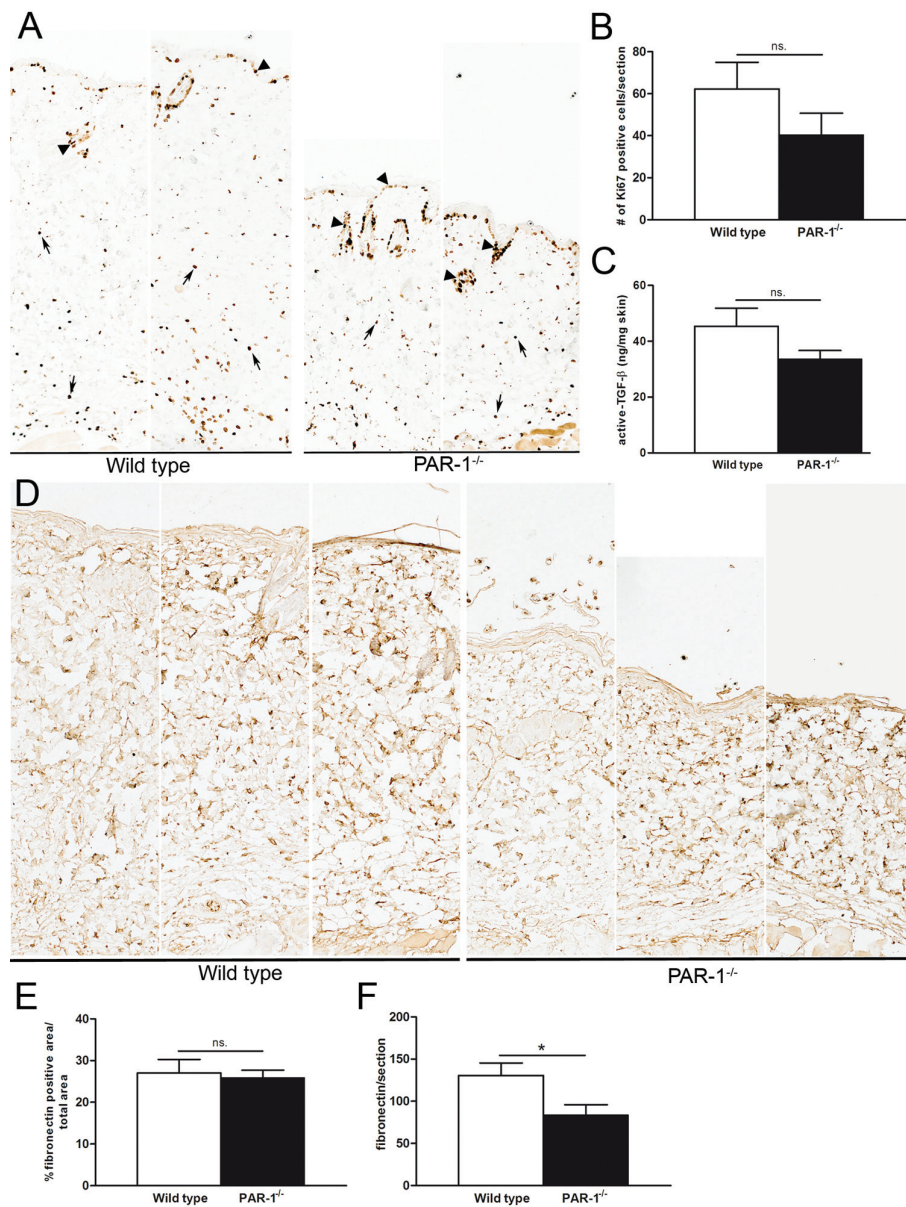 A
Wild type
PAR-1-/-
B
# of Ki67 positive cells/section
80
60
40
20
0
ns.
Wild type
PAR-1-/-
C
active-TGF-β (ng/mg skin)
60
40
20
0
ns.
Wild type
PAR-1-/-
D
Wild type
PAR-1-/-
E
% fibronectin positive area/
total area
40
30
20
10
0
ns.
Wild type
PAR-1-/-
F
fibronectin/section
200
150
100
50
0
*
Wild type
PAR-1-/-